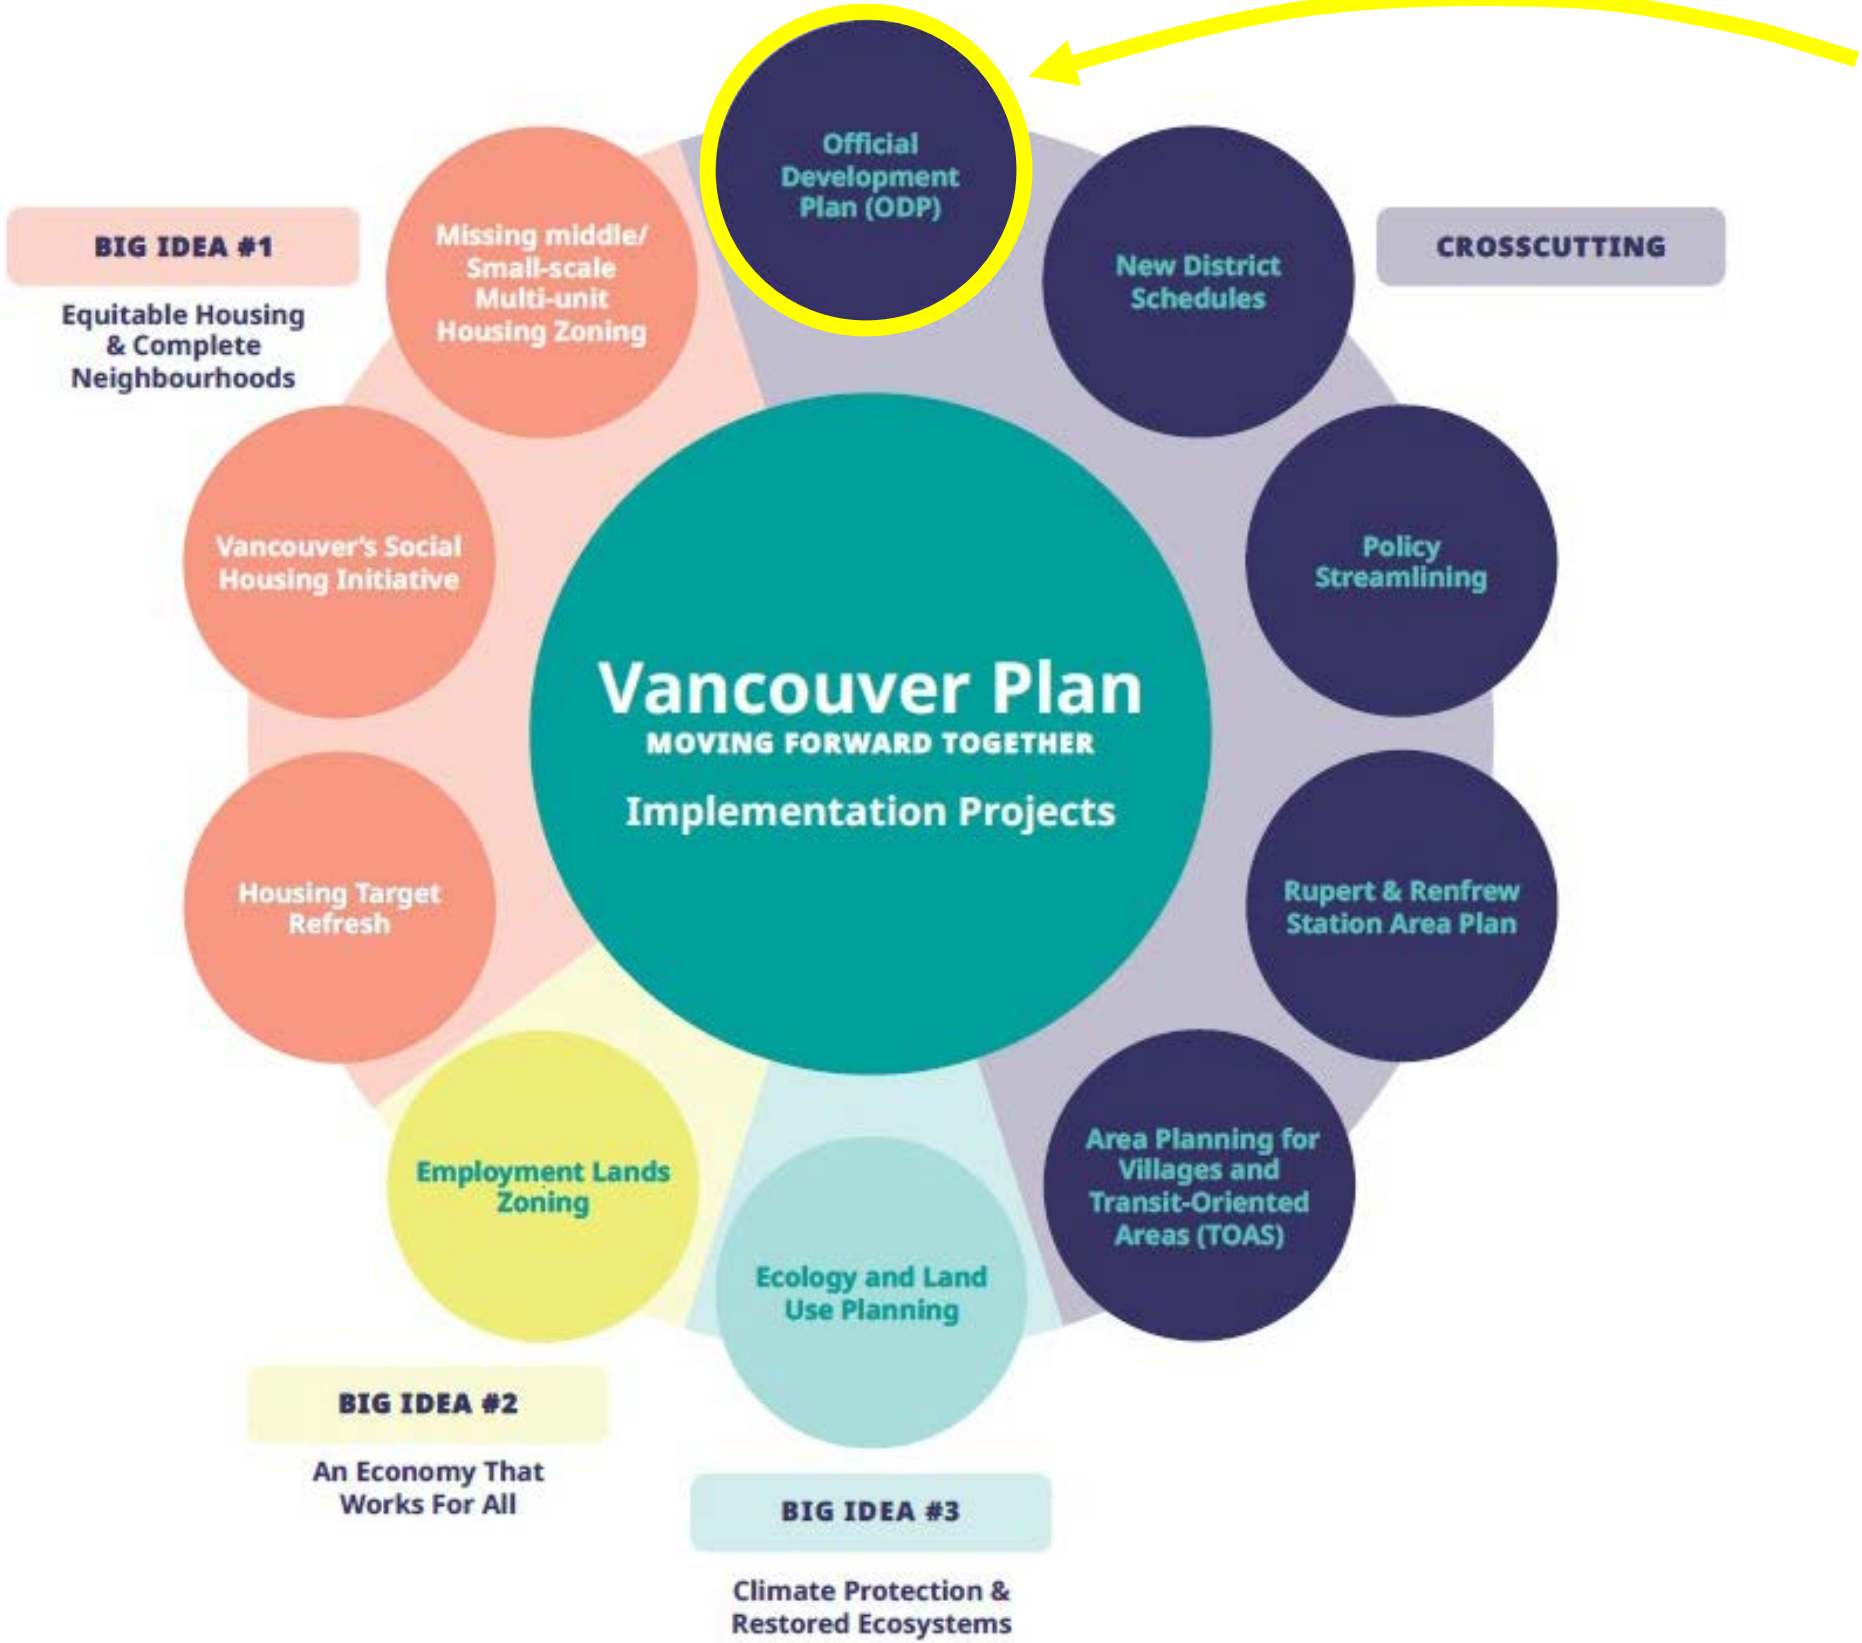 Official
Development
Plan (ODP)
Missing middle/
Small-scale
Multi-unit
Housing Zoning
New District
Schedules
BIG IDEA #1
Equitable Housing
& Complete
Neighbourhoods
CROSSCUTTING
Vancouver's Social
Housing Initiative
Policy
Streamlining
Vancouver Plan
MOVING FORWARD TOGETHER
Implementation Projects
Housing Target
Refresh
Rupert & Renfrew
Station Area Plan
Employment Lands
Zoning
Area Planning for
Villages and
Transit-Oriented
Areas (TOAS)
Ecology and Land
Use Planning
BIG IDEA #2
An Economy That
Works For All
BIG IDEA #3
Climate Protection &
Restored Ecosystems